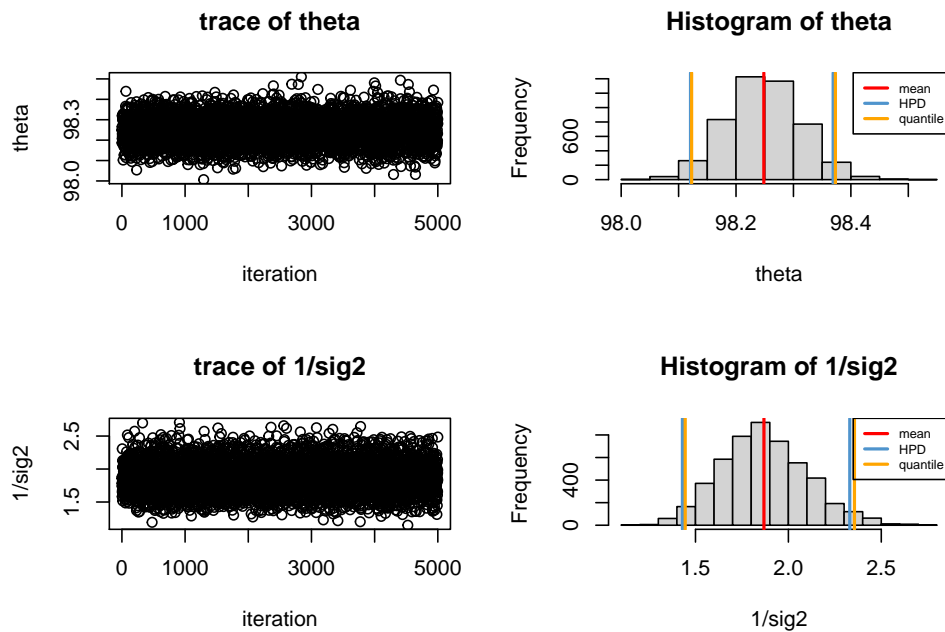 trace of theta
theta
98.0 98.3
0 1000 3000 5000
iteration
Histogram of theta
Frequency
0 600
98.0 98.2 98.4
theta
mean
HPD
quantile
trace of 1/sig2
1/sig2
1.5 2.5
0 1000 3000 5000
iteration
Histogram of 1/sig2
Frequency
0 400
1.5 2.0 2.5
1/sig2
mean
HPD
quantile